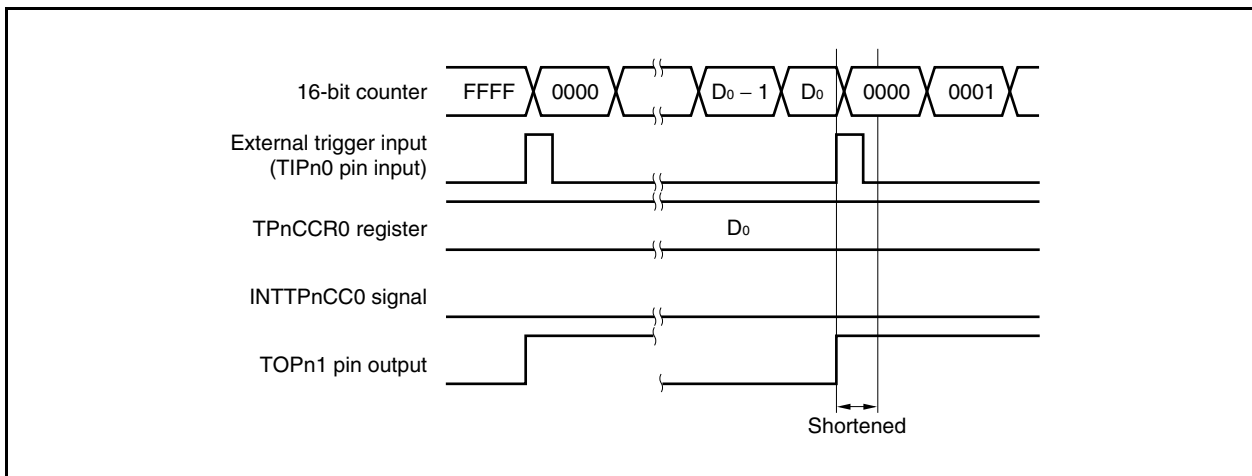 16-bit counter
FFFF 0000 D₀ − 1 D₀ 0000 0001
External trigger input
(TIPn0 pin input)
TPnCCR0 register
D₀
INTTPnCC0 signal
TOPn1 pin output
Shortened